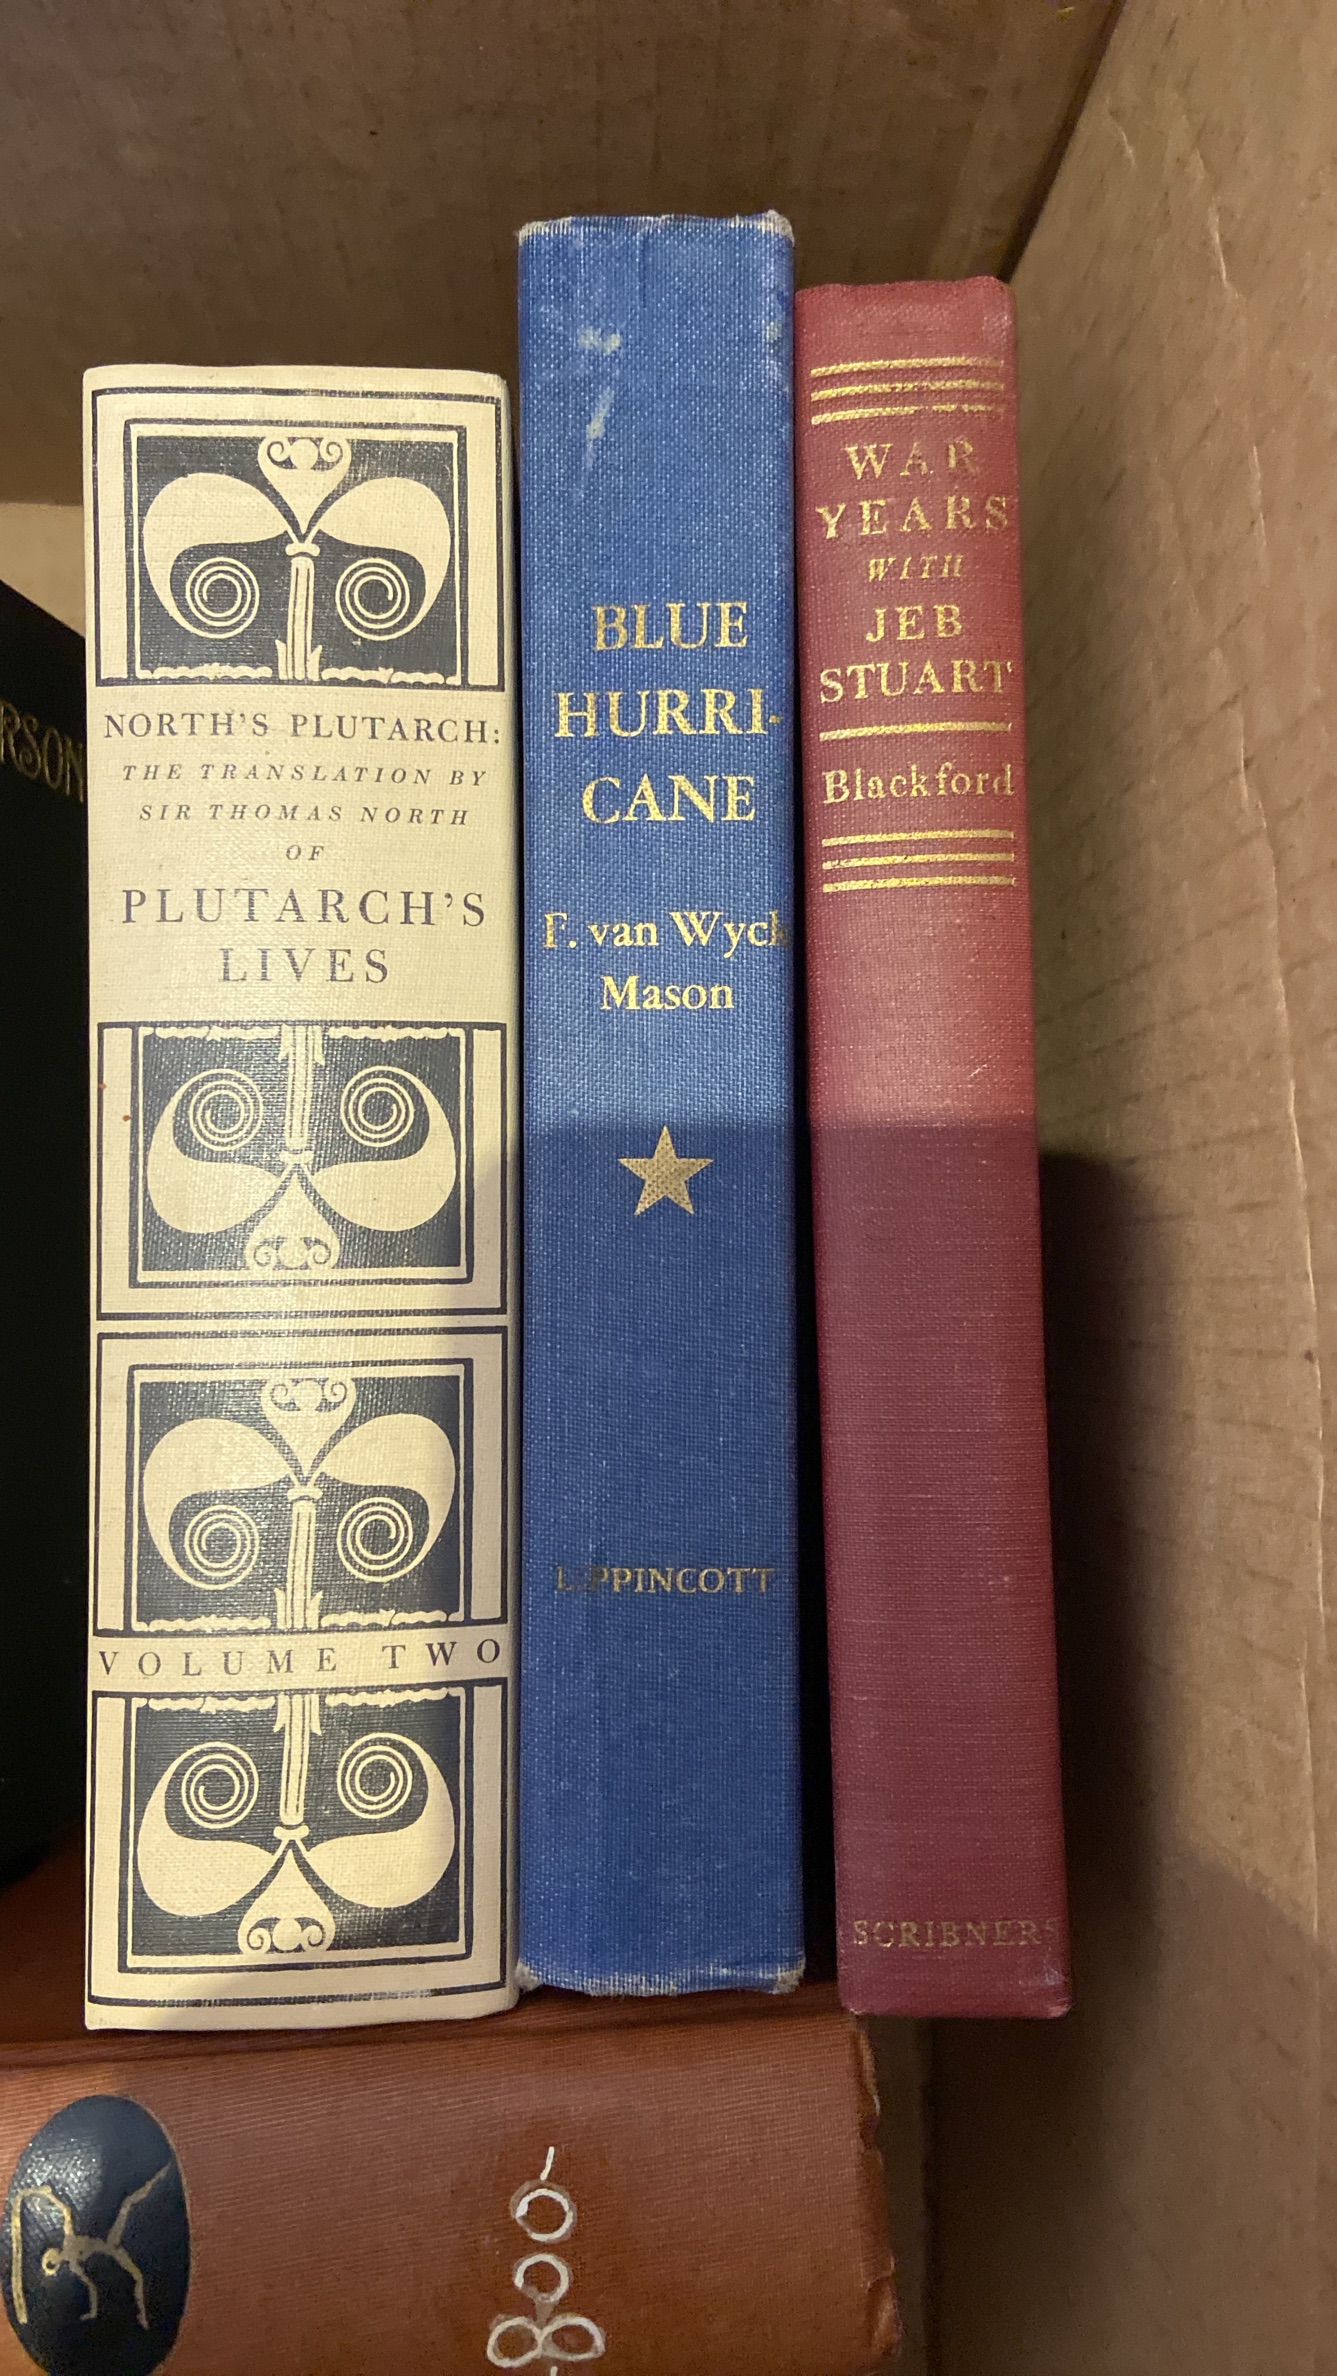 RSON
NORTH'S PLUTARCH:
THE TRANSLATION BY
SIR THOMAS NORTH
OF
PLUTARCH'S
LIVES
VOLUME TWO
BLUE
HURRI-
CANE
F. van Wyck
Mason
LIPPINCOTT
WAR
YEARS
WITH
JEB
STUART
Blackford
SCRIBNERS